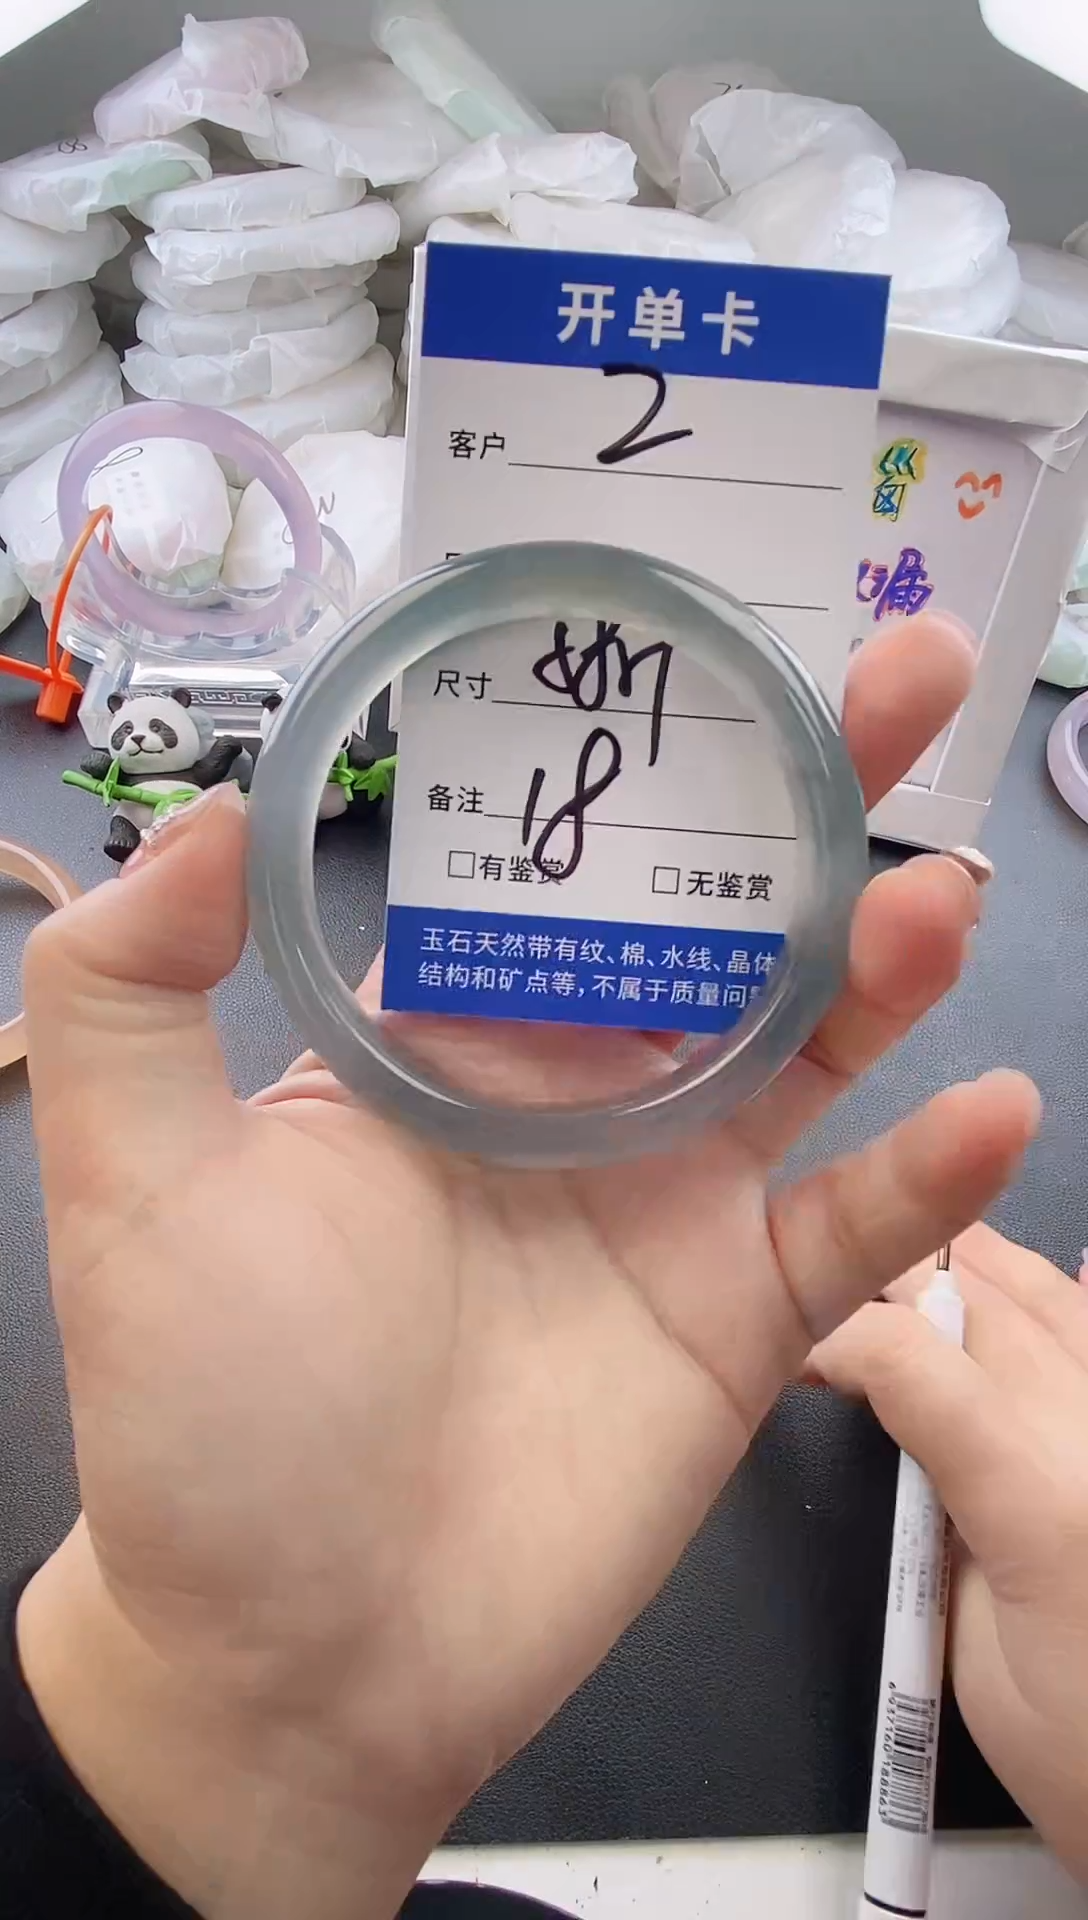 开单卡
客户 2
尺寸
备注 18
□有鉴赏 □无鉴赏
玉石天然带有纹、棉、水线、晶体
结构和矿点等，不属于质量问
6937160188863